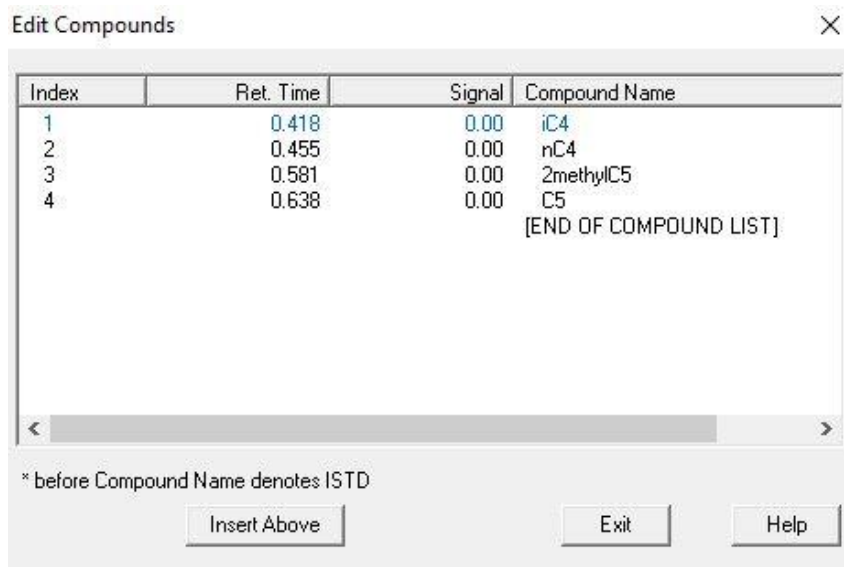 Edit Compounds
Index Ret. Time Signal Compound Name
1 0.418 0.00 iC4
2 0.455 0.00 nC4
3 0.581 0.00 2methylC5
4 0.638 0.00 C5
[END OF COMPOUND LIST]
* before Compound Name denotes ISTD
Insert Above Exit Help